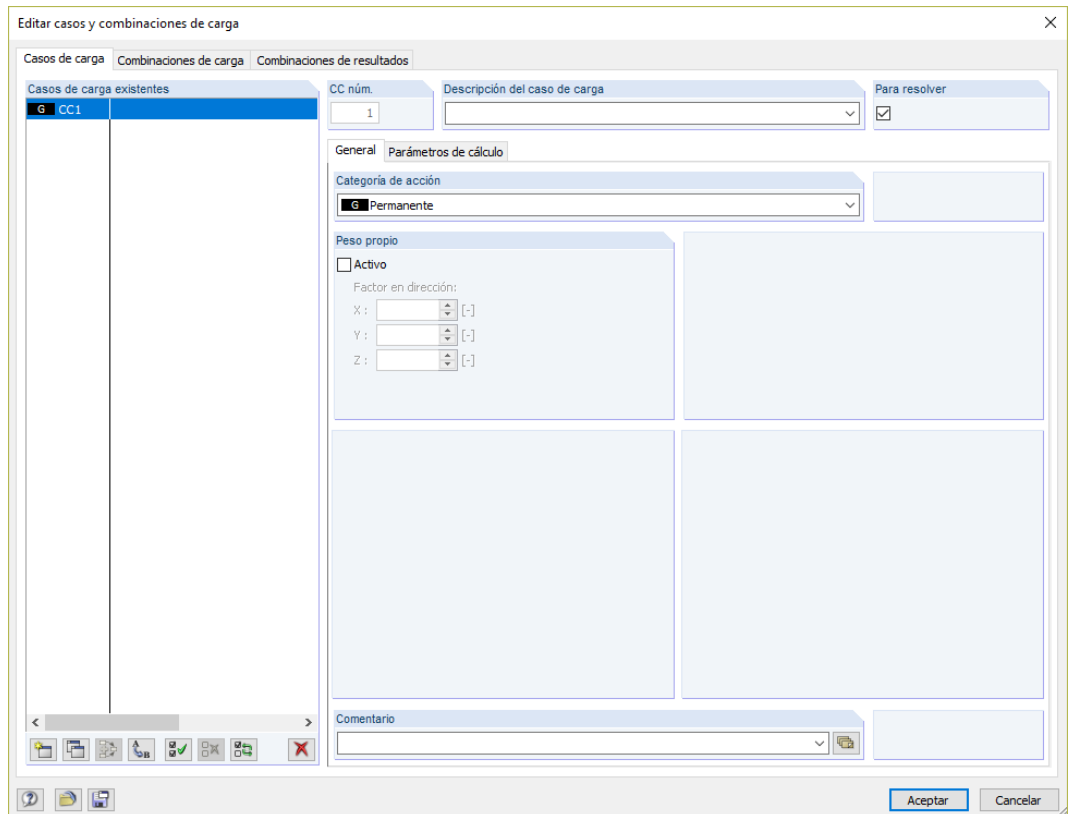 Editar casos y combinaciones de carga
Casos de carga Combinaciones de carga Combinaciones de resultados
Casos de carga existentes
G CC1
CC núm.
1
Descripción del caso de carga
Para resolver
General Parámetros de cálculo
Categoría de acción
G Permanente
Peso propio
Activo
Factor en dirección:
X : [-]
Y : [-]
Z : [-]
Comentario
Aceptar Cancelar